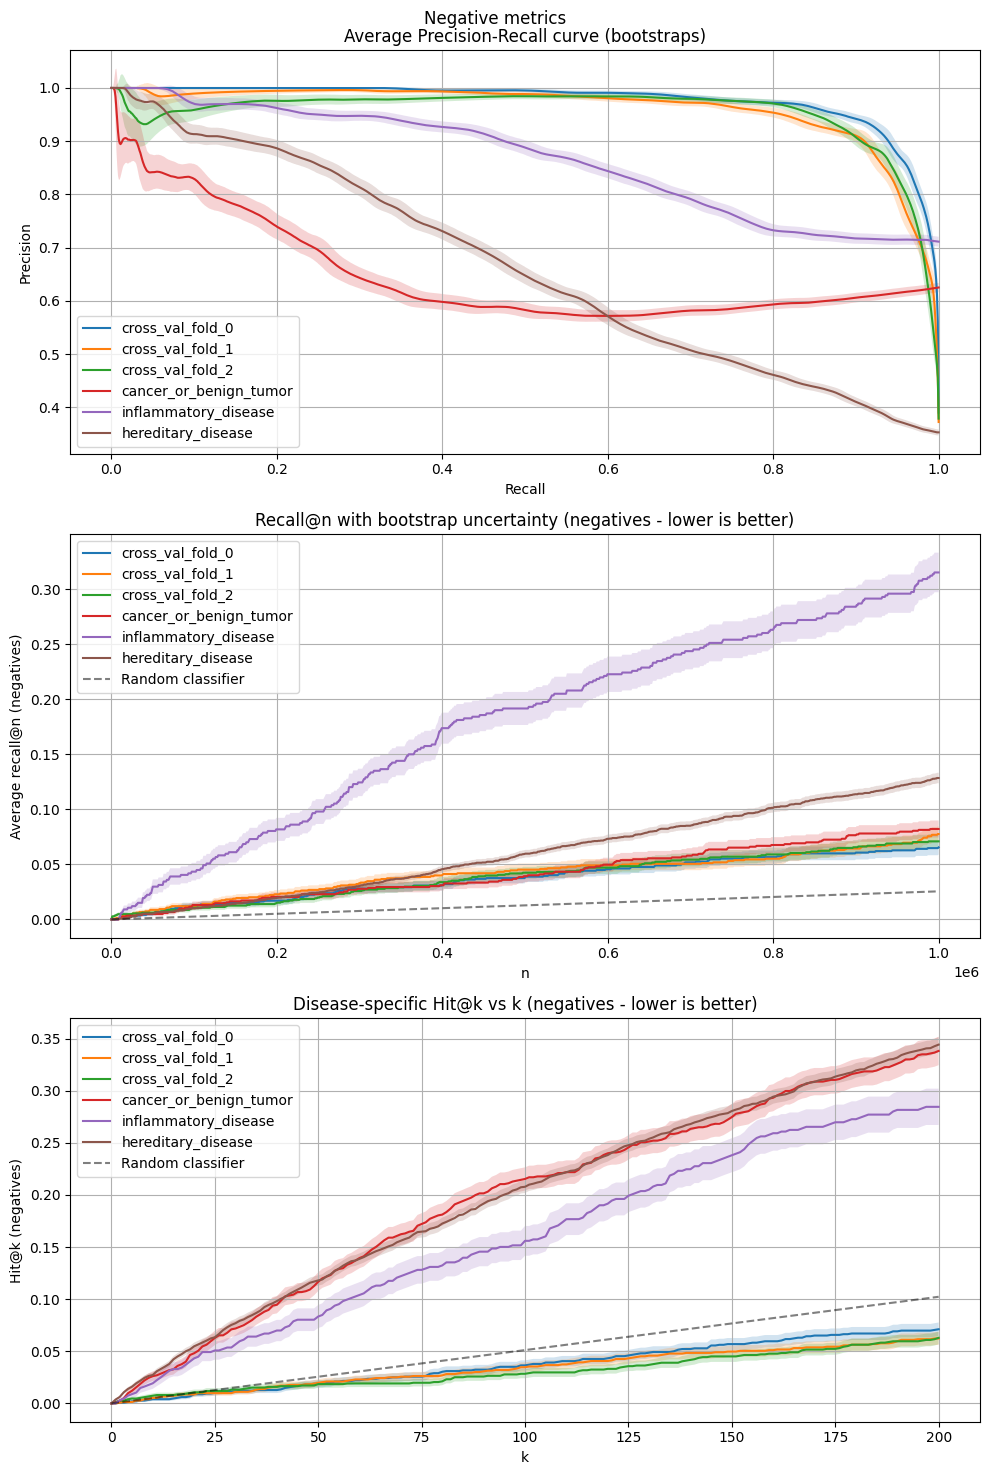 Negative metrics
Average Precision-Recall curve (bootstraps)
1.0
0.9
0.8
0.7
0.6
0.5
0.4
Precision
cross_val_fold_0
cross_val_fold_1
cross_val_fold_2
cancer_or_benign_tumor
inflammatory_disease
hereditary_disease
0.0 0.2 0.4 0.6 0.8 1.0
Recall
Recall@n with bootstrap uncertainty (negatives - lower is better)
cross_val_fold_0
cross_val_fold_1
cross_val_fold_2
cancer_or_benign_tumor
inflammatory_disease
hereditary_disease
Random classifier
0.30
0.25
0.20
0.15
0.10
0.05
0.00
Average recall@n (negatives)
0.0 0.2 0.4 0.6 0.8 1.0
1e6
n
Disease-specific Hit@k vs k (negatives - lower is better)
cross_val_fold_0
cross_val_fold_1
cross_val_fold_2
cancer_or_benign_tumor
inflammatory_disease
hereditary_disease
Random classifier
0.35
0.30
0.25
0.20
0.15
0.10
0.05
0.00
Hit@k (negatives)
0 25 50 75 100 125 150 175 200
k